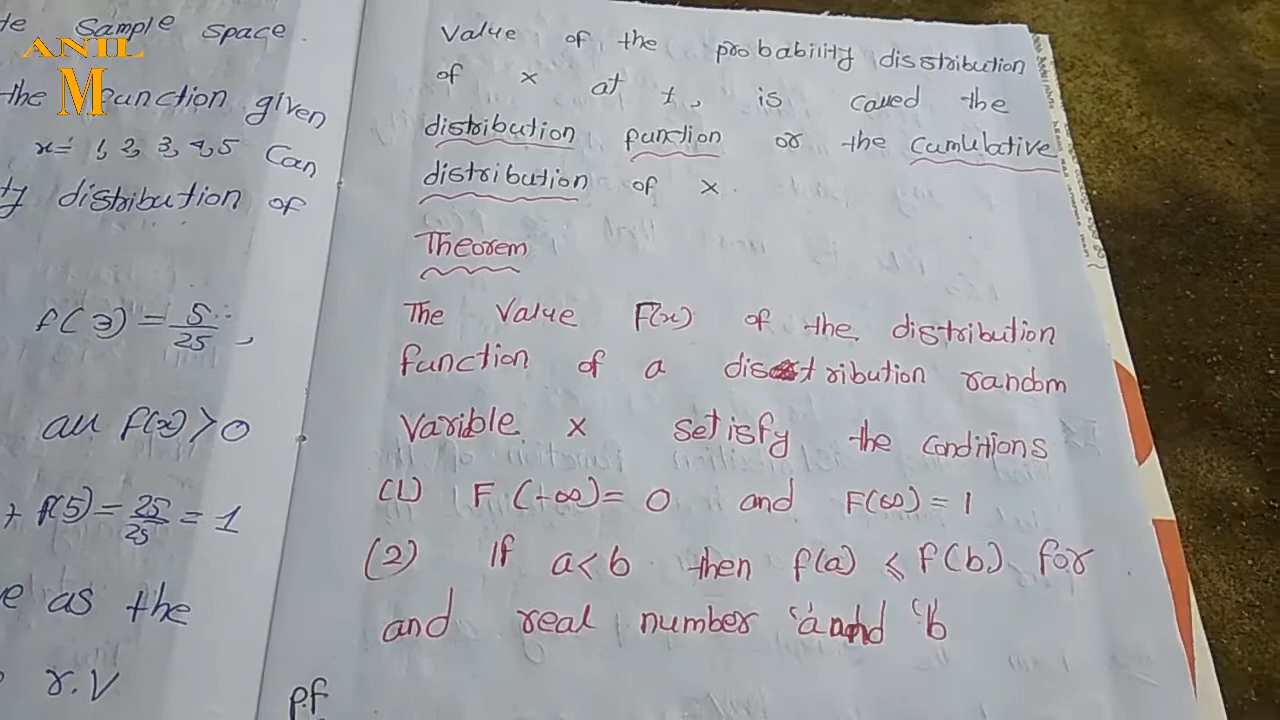 te Sample space.
ANIL
M
the function given
x = 1, 2, 3, 4, 5 Can
ty distribution of
f(3) = 5/25,
all f(x) > 0
+ f(5) = 25/25 = 1
e as the
r.V
Value of the probability disstribution
of x at t, is called the
distribution function or the Cumulative
distribution of x.
Theorem
The Value F(x) of the distribution
function of a distribution random
Varible x setisfy the conditions
(1) F(-∞) = 0 and F(∞) = 1
(2) If a < b then f(a) ≤ f(b) for
and real number 'a and 'b
pf